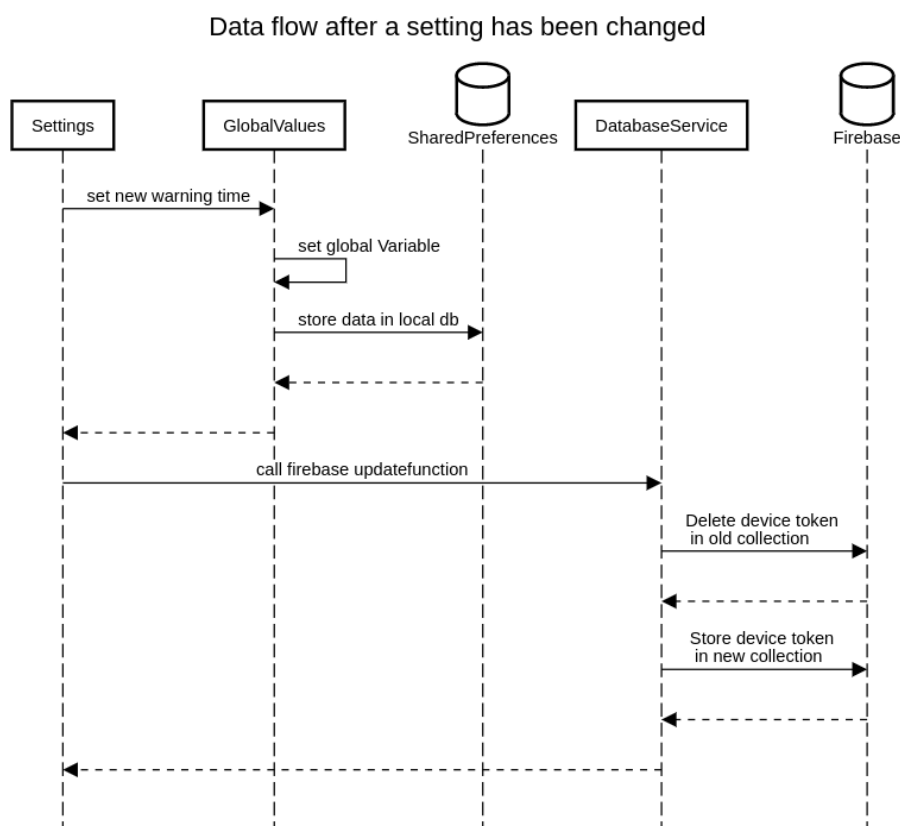 Data flow after a setting has been changed
Settings
GlobalValues
SharedPreferences
DatabaseService
Firebase
set new warning time
set global Variable
store data in local db
call firebase updatefunction
Delete device token
in old collection
Store device token
in new collection